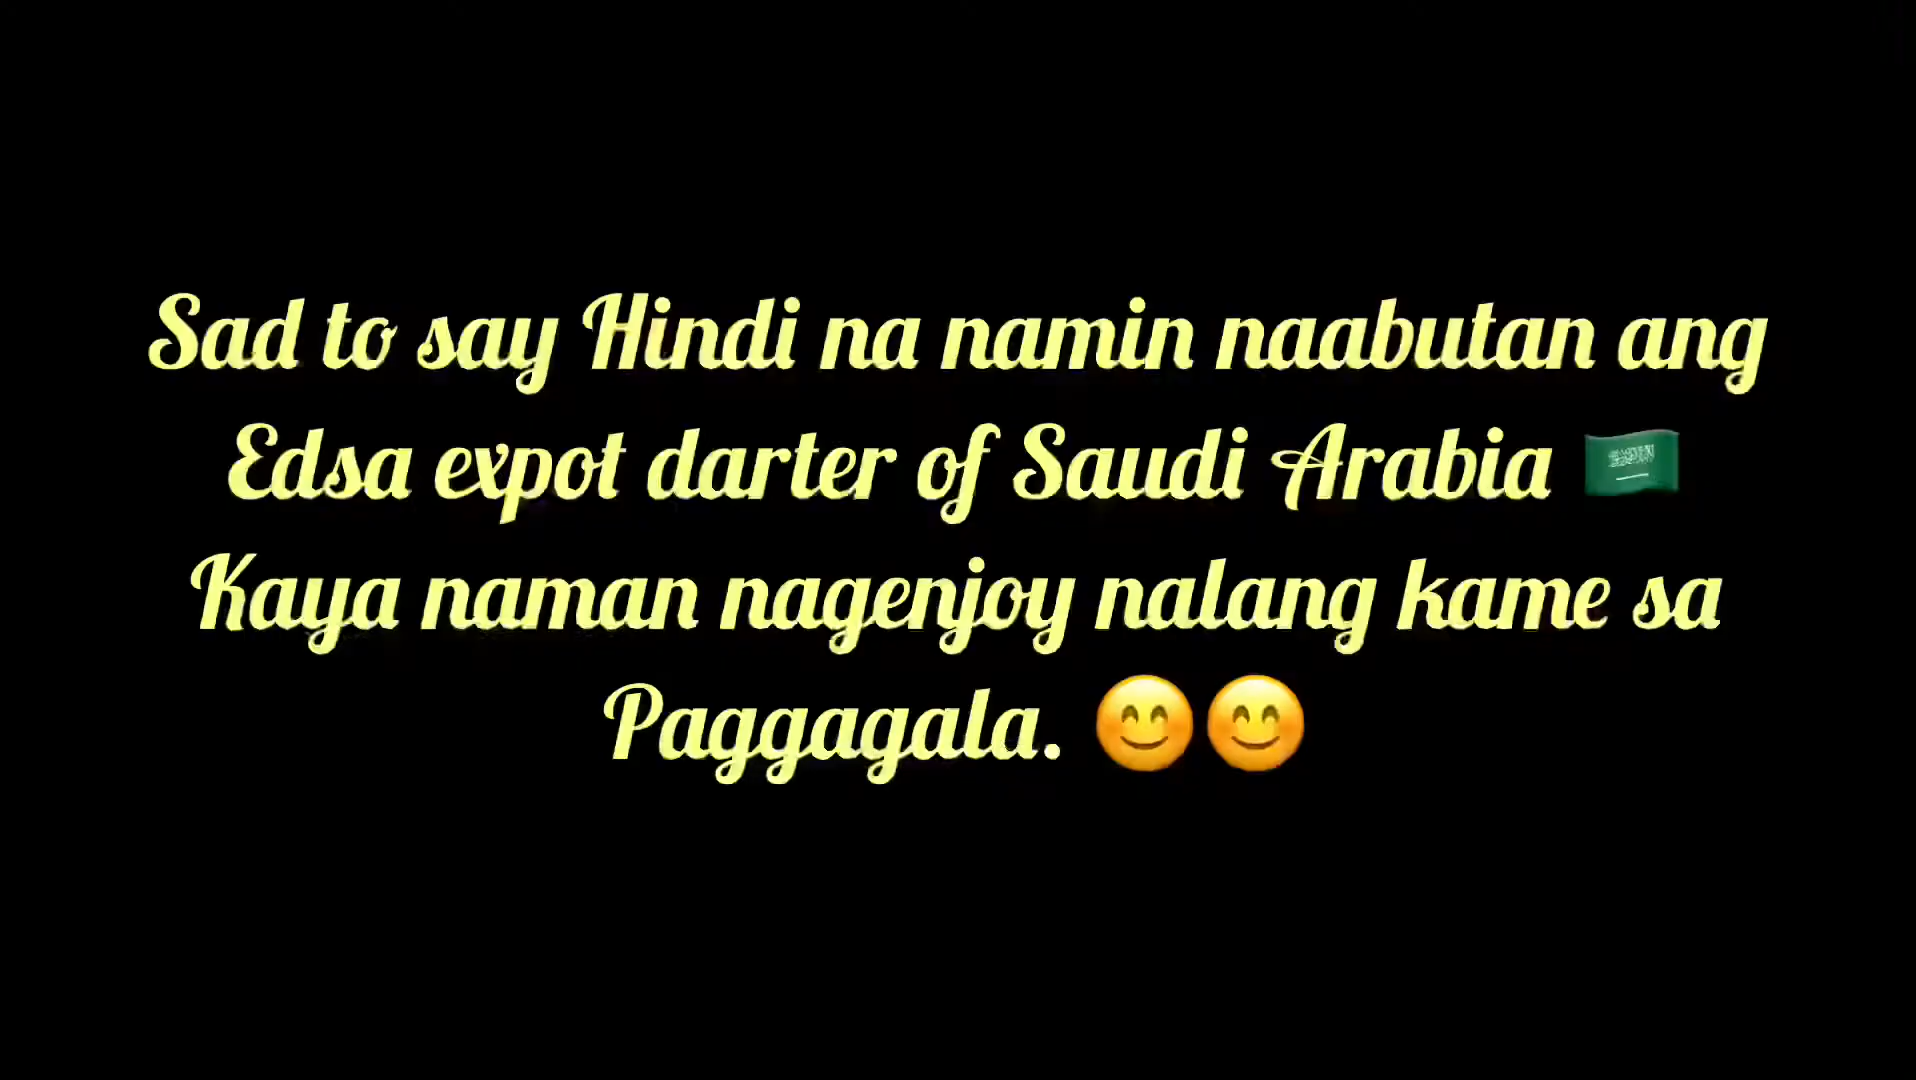 Sad to say Hindi na namin naabutan ang
Edsa expot darter of Saudi Arabia 🇸🇦
Kaya naman nagenjoy nalang kame sa
Paggagala. 😊😊